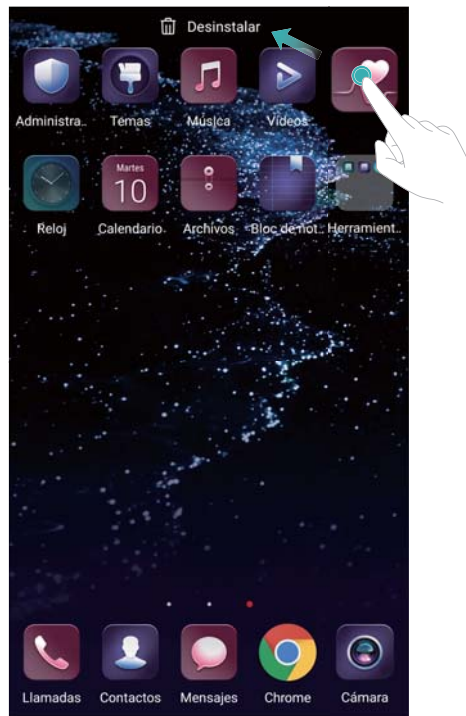 Desinstalar
Administra..
Temas
Música
Vídeos
Martes
10
Reloj
Calendario
Archivos
Bloc de not..
Herramient..
Llamadas
Contactos
Mensajes
Chrome
Cámara